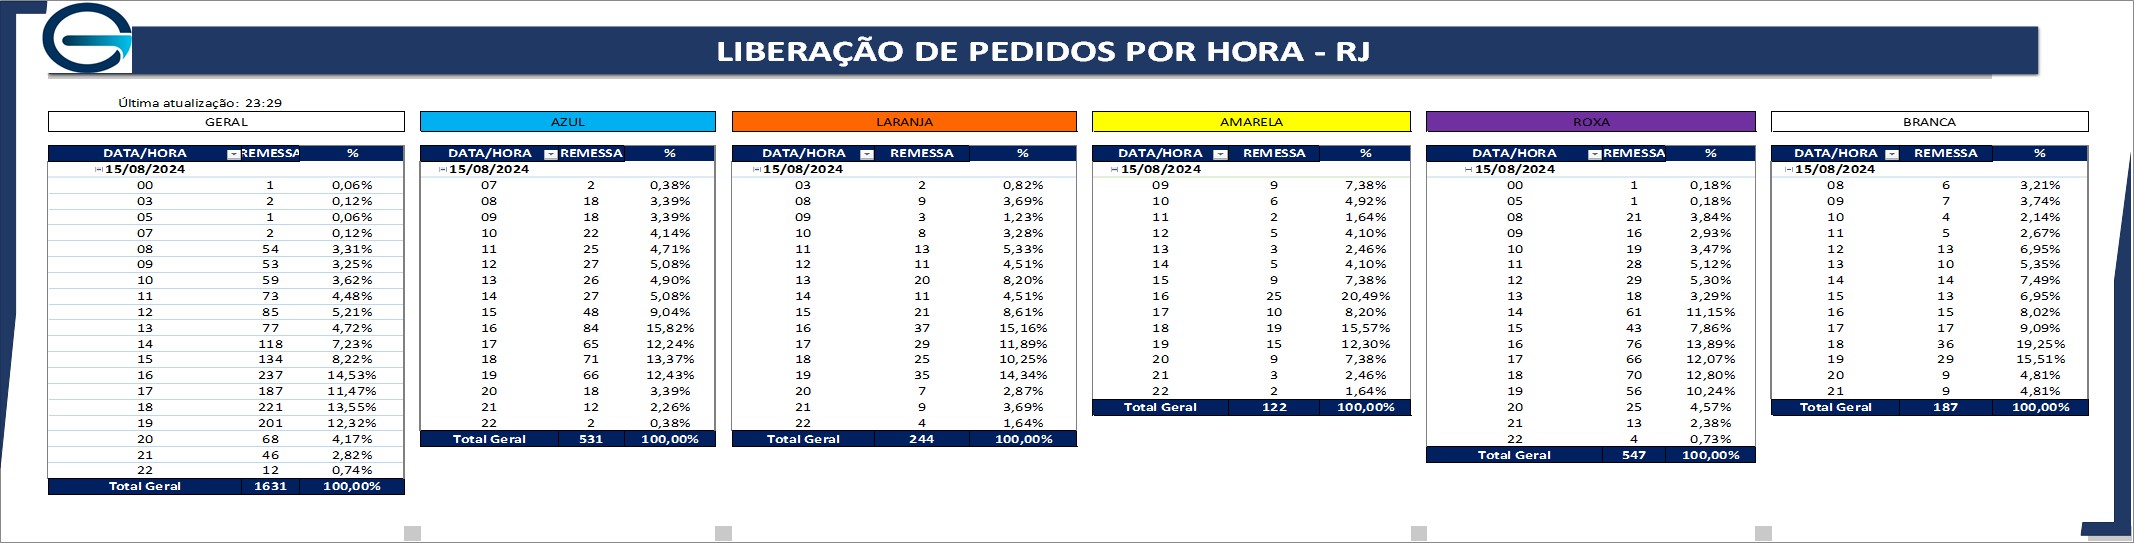 LIBERAÇÃO DE PEDIDOS POR HORA - RJ
Última atualização: 23:29
GERAL
DATA/HORA REMESSA %
15/08/2024
00 1 0,06%
03 2 0,12%
05 1 0,06%
07 2 0,12%
08 54 3,31%
09 53 3,25%
10 59 3,62%
11 73 4,48%
12 85 5,21%
13 77 4,72%
14 118 7,23%
15 134 8,22%
16 237 14,53%
17 187 11,47%
18 221 13,55%
19 201 12,32%
20 68 4,17%
21 46 2,82%
22 12 0,74%
Total Geral 1631 100,00%
AZUL
DATA/HORA REMESSA %
15/08/2024
07 2 0,38%
08 18 3,39%
09 18 3,39%
10 22 4,14%
11 25 4,71%
12 27 5,08%
13 26 4,90%
14 27 5,08%
15 48 9,04%
16 84 15,82%
17 65 12,24%
18 71 13,37%
19 66 12,43%
20 18 3,39%
21 12 2,26%
22 2 0,38%
Total Geral 531 100,00%
LARANJA
DATA/HORA REMESSA %
15/08/2024
03 2 0,82%
08 9 3,69%
09 3 1,23%
10 8 3,28%
11 13 5,33%
12 11 4,51%
13 20 8,20%
14 11 4,51%
15 21 8,61%
16 37 15,16%
17 29 11,89%
18 25 10,25%
19 35 14,34%
20 7 2,87%
21 9 3,69%
22 4 1,64%
Total Geral 244 100,00%
AMARELA
DATA/HORA REMESSA %
15/08/2024
09 9 7,38%
10 6 4,92%
11 2 1,64%
12 5 4,10%
13 3 2,46%
14 5 4,10%
15 9 7,38%
16 25 20,49%
17 10 8,20%
18 19 15,57%
19 15 12,30%
20 9 7,38%
21 3 2,46%
22 2 1,64%
Total Geral 122 100,00%
ROXA
DATA/HORA REMESSA %
15/08/2024
00 1 0,18%
05 1 0,18%
08 21 3,84%
09 16 2,93%
10 19 3,47%
11 28 5,12%
12 29 5,30%
13 18 3,29%
14 61 11,15%
15 43 7,86%
16 76 13,89%
17 66 12,07%
18 70 12,80%
19 56 10,24%
20 25 4,57%
21 13 2,38%
22 4 0,73%
Total Geral 547 100,00%
BRANCA
DATA/HORA REMESSA %
15/08/2024
08 6 3,21%
09 7 3,74%
10 4 2,14%
11 5 2,67%
12 13 6,95%
13 10 5,35%
14 14 7,49%
15 13 6,95%
16 15 8,02%
17 17 9,09%
18 36 19,25%
19 29 15,51%
20 9 4,81%
21 9 4,81%
Total Geral 187 100,00%